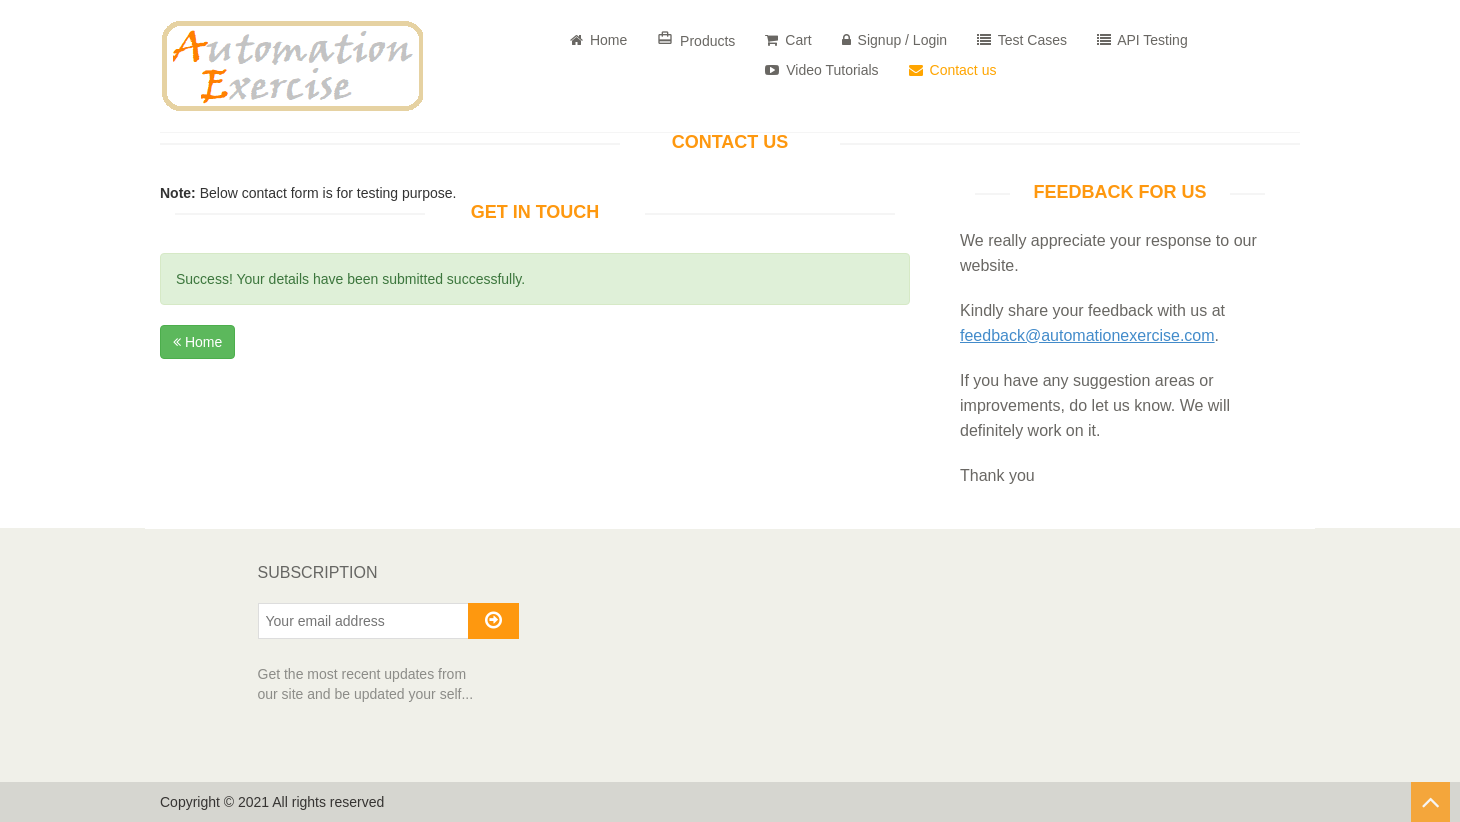 Automation
Exercise
Home
Products
Cart
Signup / Login
Test Cases
API Testing
Video Tutorials
Contact us
CONTACT US
Note: Below contact form is for testing purpose.
GET IN TOUCH
Success! Your details have been submitted successfully.
Home
FEEDBACK FOR US
We really appreciate your response to our
website.
Kindly share your feedback with us at
feedback@automationexercise.com.
If you have any suggestion areas or
improvements, do let us know. We will
definitely work on it.
Thank you
SUBSCRIPTION
Your email address
Get the most recent updates from
our site and be updated your self...
Copyright © 2021 All rights reserved